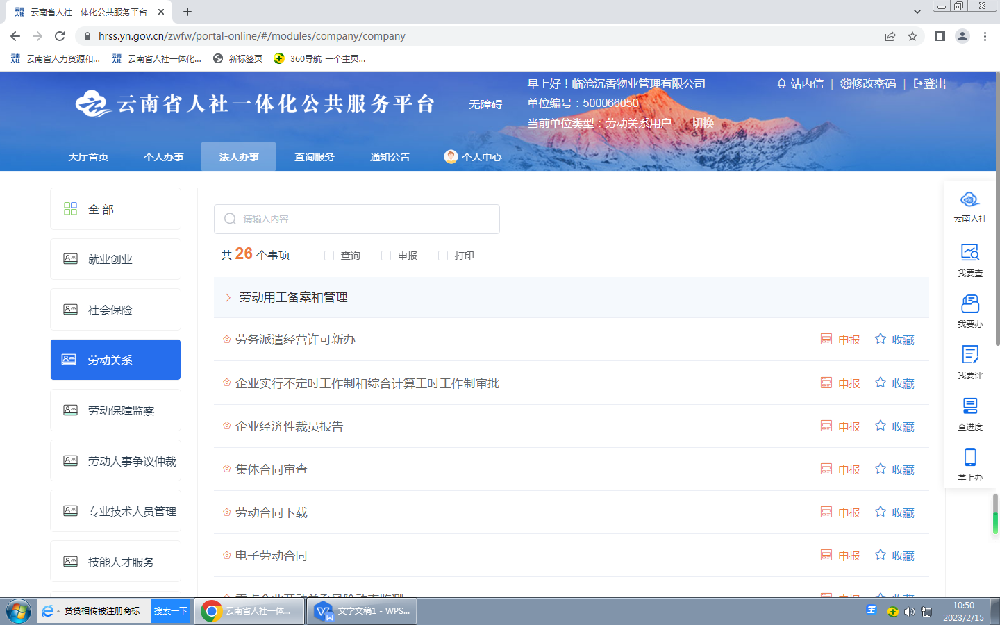 云南省人社一体化公共服务平台
hrss.yn.gov.cn/zwfw/portal-online/#/modules/company/company
云南省人力资源和... 云南省人社一体化... 新标签页 360导航_一个主页...
云南省人社一体化公共服务平台
无障碍
早上好！临沧沉香物业管理有限公司
单位编号：500066050
当前单位类型：劳动关系用户 切换
站内信 | 修改密码 | 登出
大厅首页 个人办事 法人办事 查询服务 通知公告 个人中心
全 部
就业创业
社会保险
劳动关系
劳动保障监察
劳动人事争议仲裁
专业技术人员管理
技能人才服务
请输入内容
共 26 个事项 查询 申报 打印
劳动用工备案和管理
劳务派遣经营许可新办 申报 收藏
企业实行不定时工作制和综合计算工时工作制审批 申报 收藏
企业经济性裁员报告 申报 收藏
集体合同审查 申报 收藏
劳动合同下载 申报 收藏
电子劳动合同 申报 收藏
云南人社
我要查
我要办
我要评
查进度
掌上办
贷贷相传被注册商标 搜索一下 云南省人社一体... 文字文稿1 - WPS...
10:50
2023/2/15